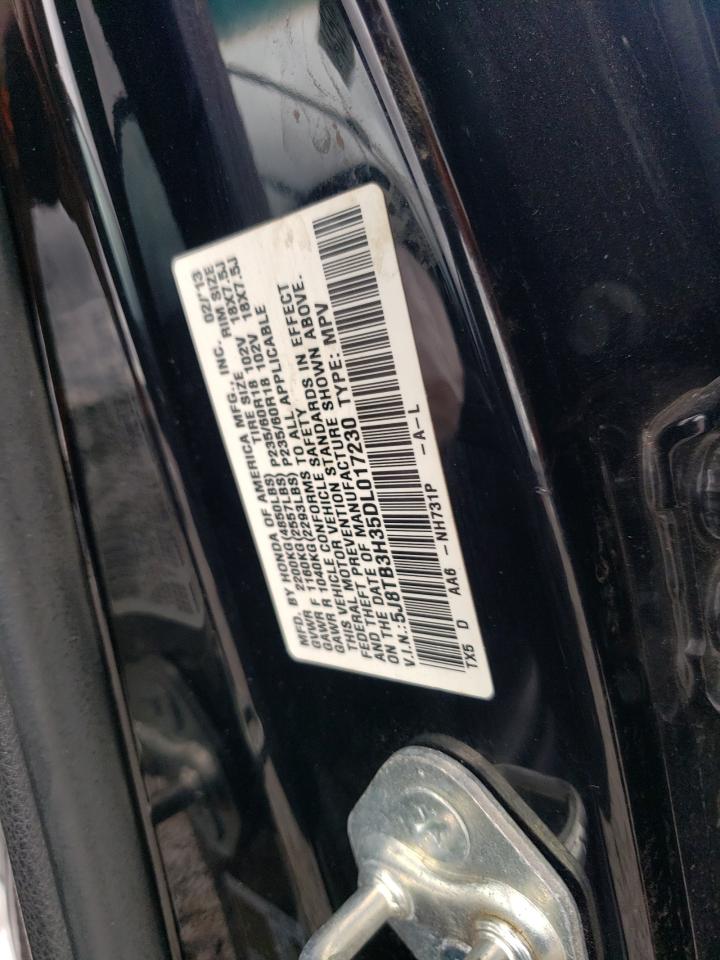 MFD. BY HONDA OF AMERICA MFG., INC. 02/'13
GVWR 2200KG(4850LBS) TIRE SIZE RIM SIZE
GAWR F 1160KG(2557LBS) P235/60R18 102V 18X7.5J
GAWR R 1040KG(2293LBS) P235/60R18 102V 18X7.5J
THIS VEHICLE CONFORMS TO ALL APPLICABLE
FEDERAL MOTOR VEHICLE SAFETY
AND THEFT PREVENTION STANDARDS IN EFFECT
ON THE DATE OF MANUFACTURE SHOWN ABOVE.
V.I.N.:5J8TB3H35DL017230 TYPE: MPV
TX5 D AA6 -NH731P -A-L